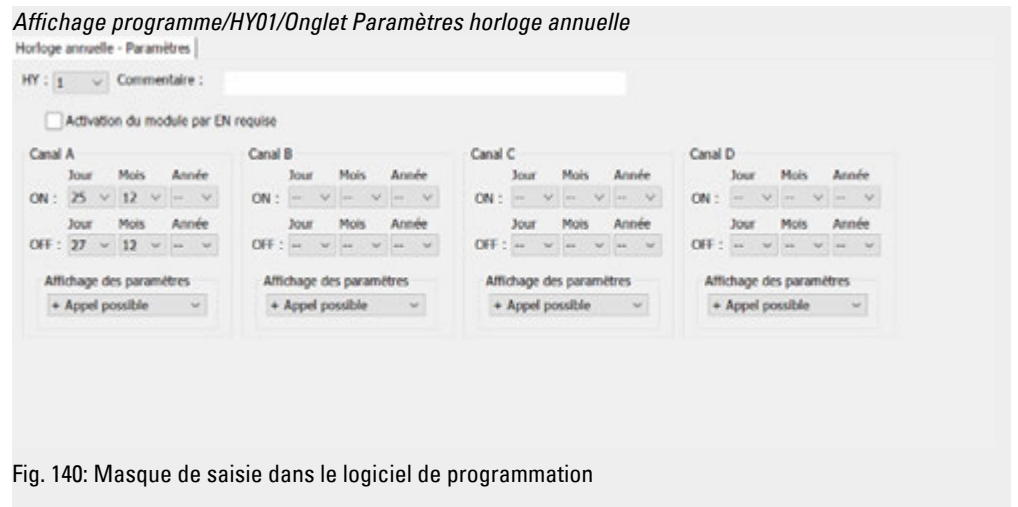 Affichage programme/HY01/Onglet Paramètres horloge annuelle
Horloge annuelle - Paramètres
HY : 1 Commentaire :
Activation du module par EN requise
Canal A Canal B Canal C Canal D
Jour Mois Année Jour Mois Année Jour Mois Année Jour Mois Année
ON : 25 12 -- ON : -- -- -- ON : -- -- -- ON : -- -- --
Jour Mois Année Jour Mois Année Jour Mois Année Jour Mois Année
OFF : 27 12 -- OFF : -- -- -- OFF : -- -- -- OFF : -- -- --
Affichage des paramètres Affichage des paramètres Affichage des paramètres Affichage des paramètres
+ Appel possible + Appel possible + Appel possible + Appel possible
Fig. 140: Masque de saisie dans le logiciel de programmation